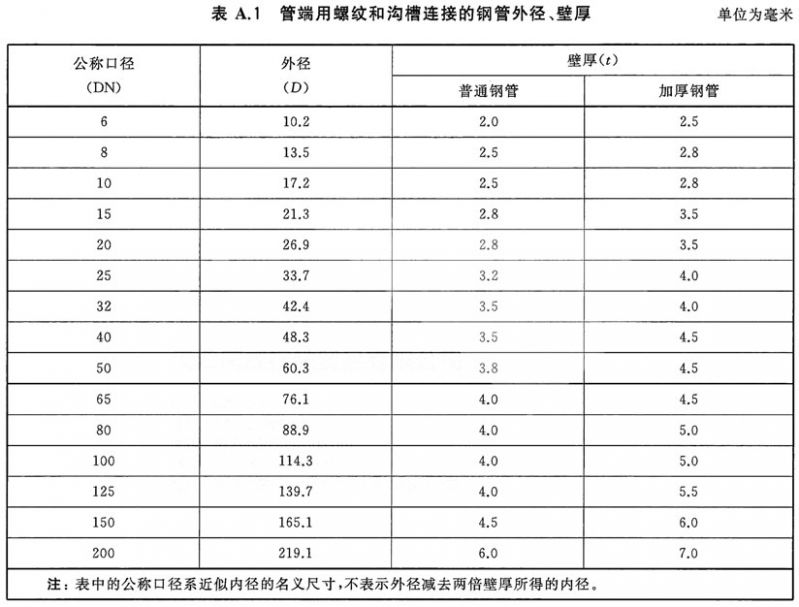 表 A.1 管端用螺纹和沟槽连接的钢管外径、壁厚 单位为毫米
公称口径 外径 壁厚(t)
(DN) (D) 普通钢管 加厚钢管
6 10.2 2.0 2.5
8 13.5 2.5 2.8
10 17.2 2.5 2.8
15 21.3 2.8 3.5
20 26.9 2.8 3.5
25 33.7 3.2 4.0
32 42.4 3.5 4.0
40 48.3 3.5 4.5
50 60.3 3.8 4.5
65 76.1 4.0 4.5
80 88.9 4.0 5.0
100 114.3 4.0 5.0
125 139.7 4.0 5.5
150 165.1 4.5 6.0
200 219.1 6.0 7.0
注：表中的公称口径系近似内径的名义尺寸，不表示外径减去两倍壁厚所得的内径。